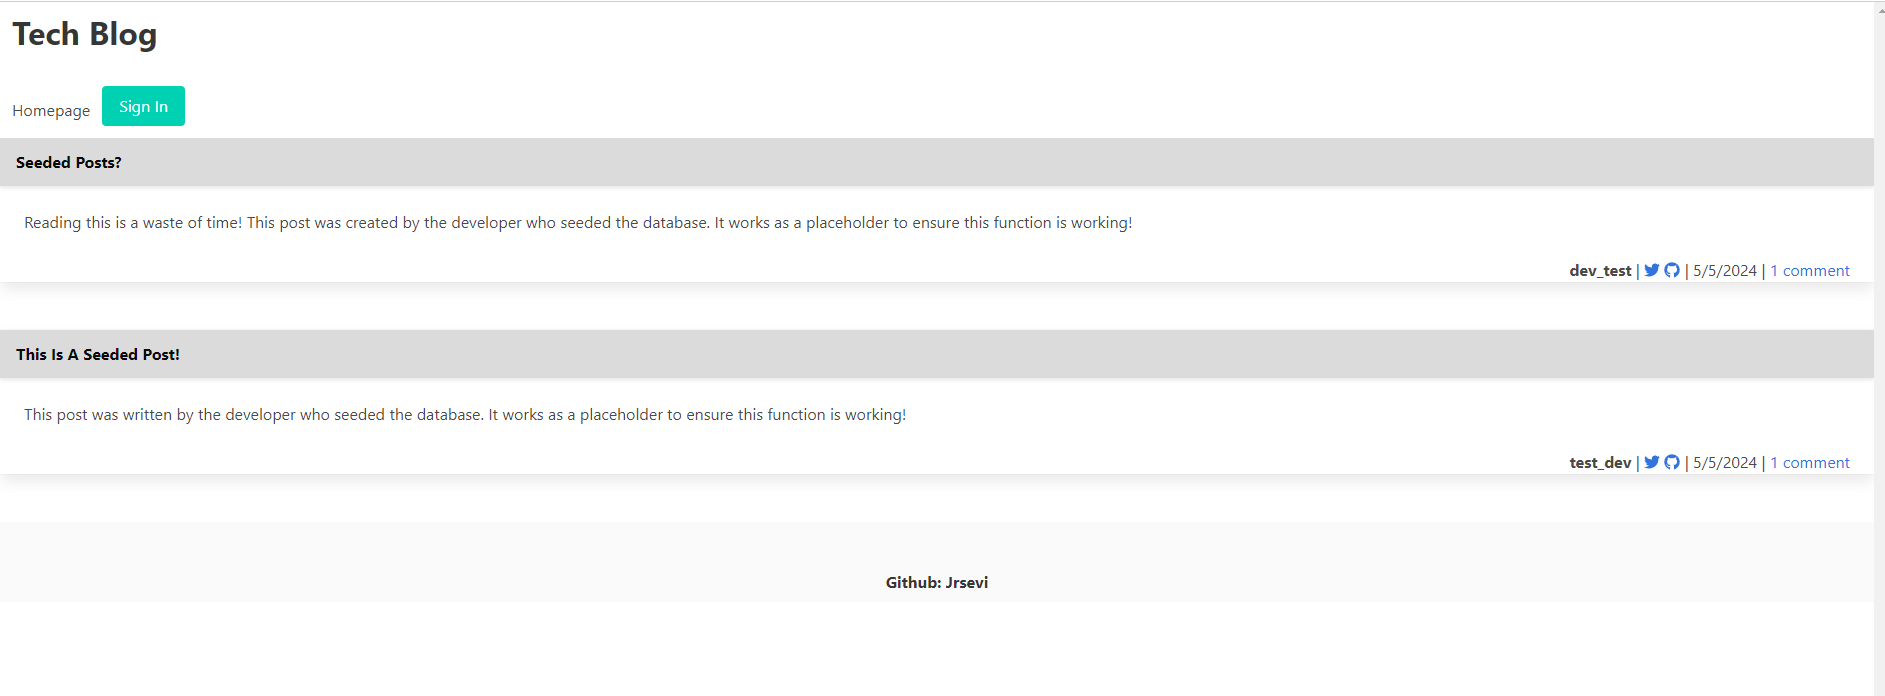 Tech Blog
Homepage Sign In
Seeded Posts?
Reading this is a waste of time! This post was created by the developer who seeded the database. It works as a placeholder to ensure this function is working!
dev_test | | 5/5/2024 | 1 comment
This Is A Seeded Post!
This post was written by the developer who seeded the database. It works as a placeholder to ensure this function is working!
test_dev | | 5/5/2024 | 1 comment
Github: Jrsevi